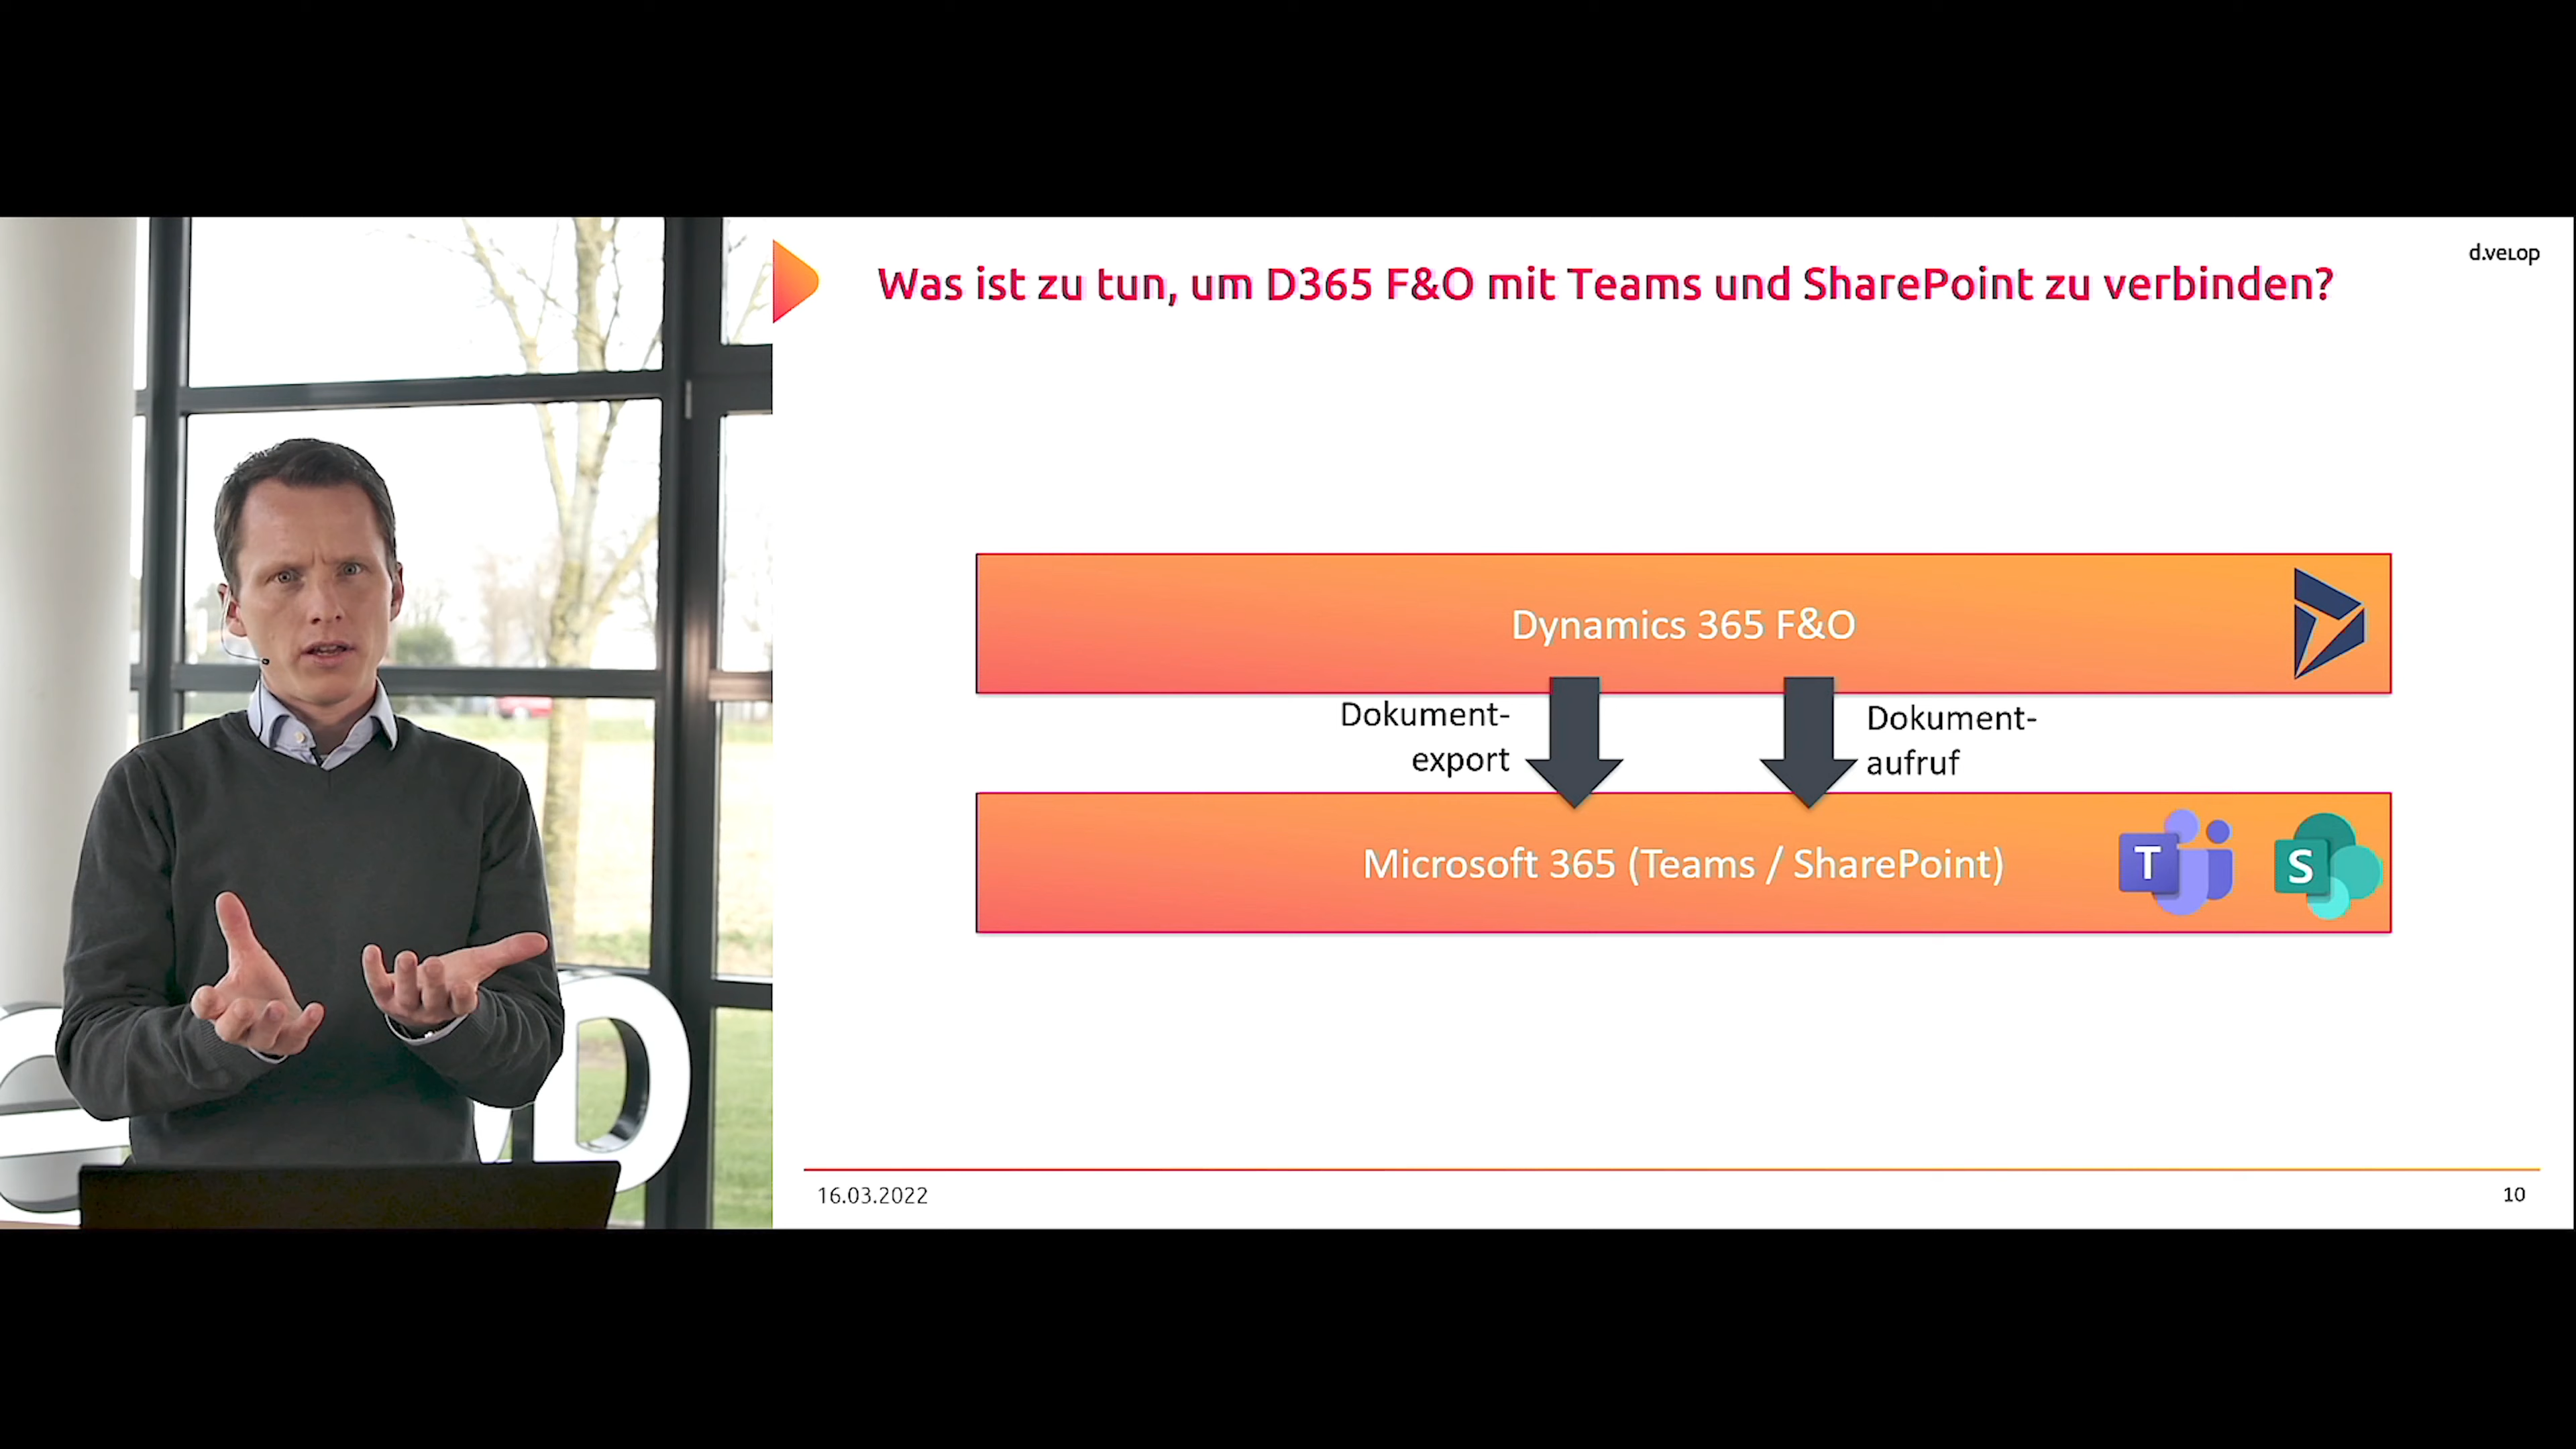 d.velop
Was ist zu tun, um D365 F&O mit Teams und SharePoint zu verbinden?
Dynamics 365 F&O
Dokument-
export
Dokument-
aufruf
Microsoft 365 (Teams / SharePoint)
T
S
16.03.2022
10